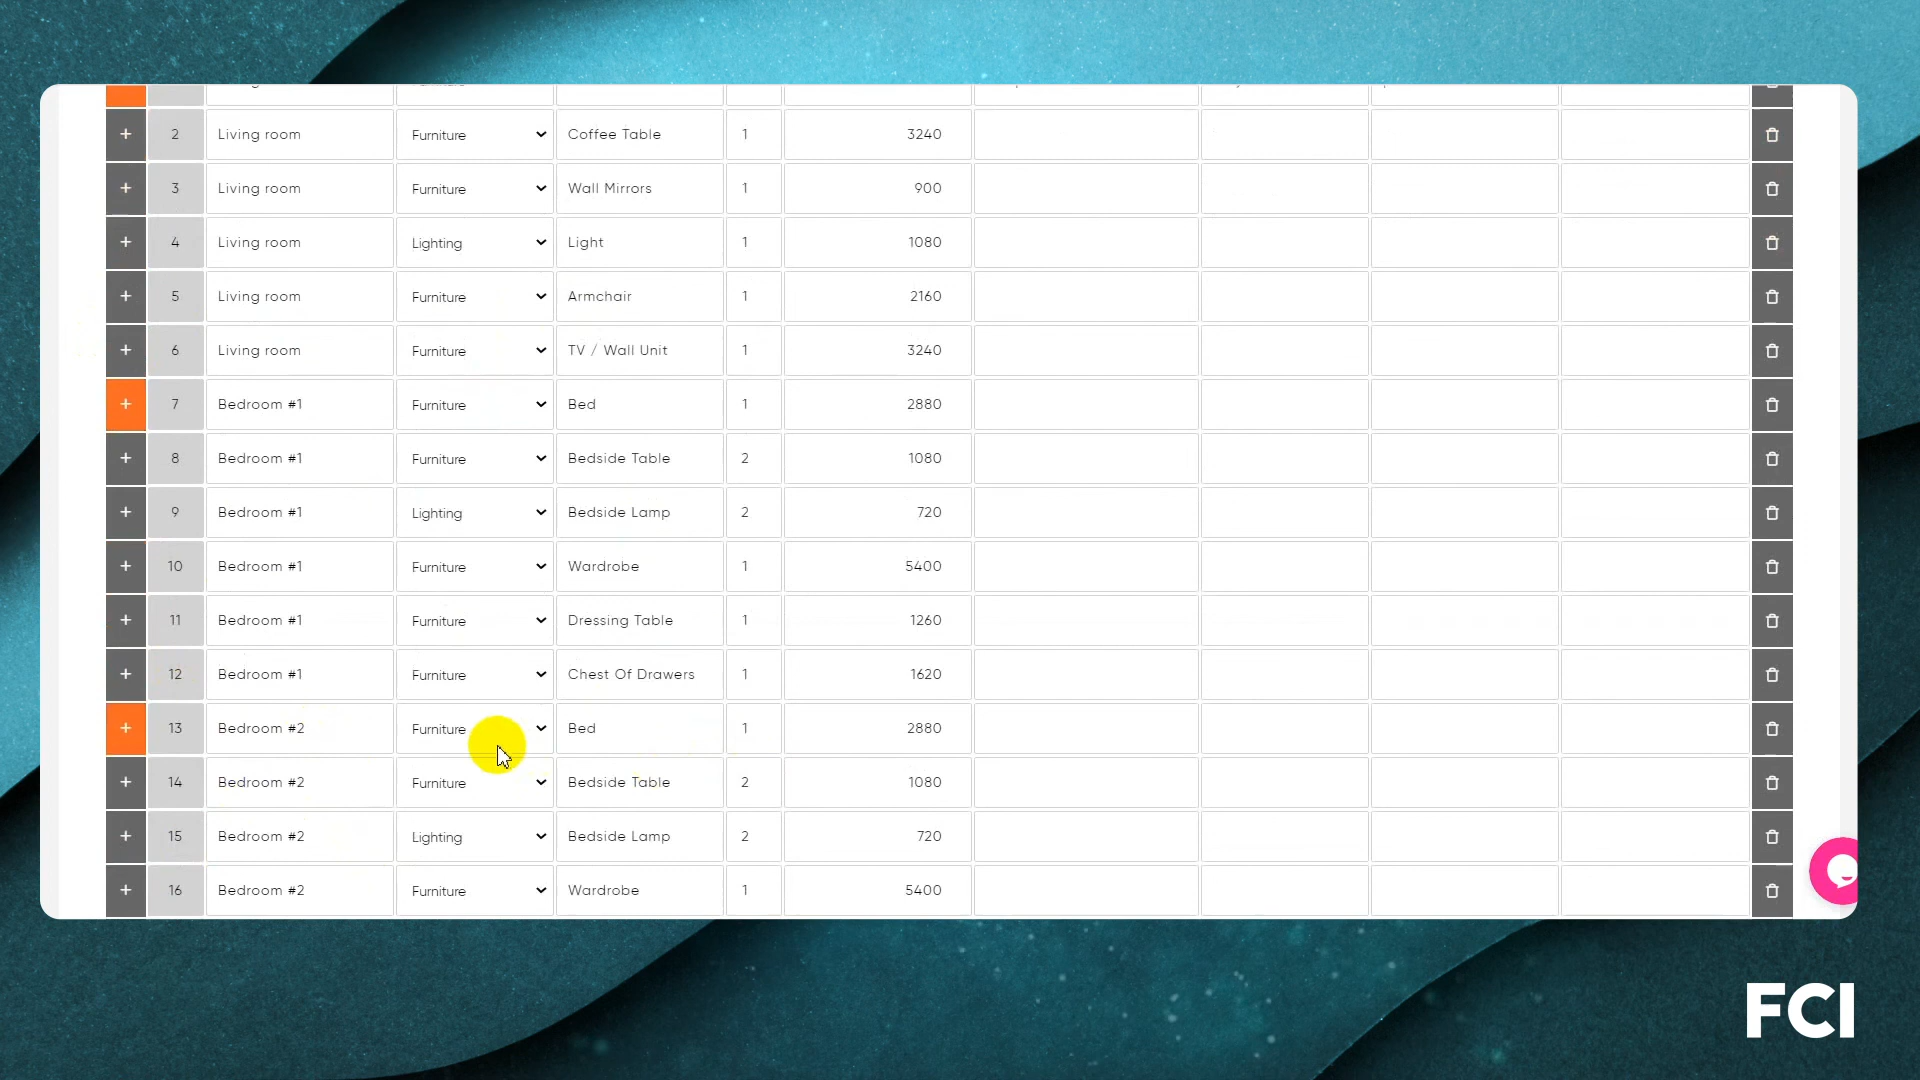 2 Living room Furniture Coffee Table 1 3240
3 Living room Furniture Wall Mirrors 1 900
4 Living room Lighting Light 1 1080
5 Living room Furniture Armchair 1 2160
6 Living room Furniture TV / Wall Unit 1 3240
7 Bedroom #1 Furniture Bed 1 2880
8 Bedroom #1 Furniture Bedside Table 2 1080
9 Bedroom #1 Lighting Bedside Lamp 2 720
10 Bedroom #1 Furniture Wardrobe 1 5400
11 Bedroom #1 Furniture Dressing Table 1 1260
12 Bedroom #1 Furniture Chest Of Drawers 1 1620
13 Bedroom #2 Furniture Bed 1 2880
14 Bedroom #2 Furniture Bedside Table 2 1080
15 Bedroom #2 Lighting Bedside Lamp 2 720
16 Bedroom #2 Furniture Wardrobe 1 5400
FCI